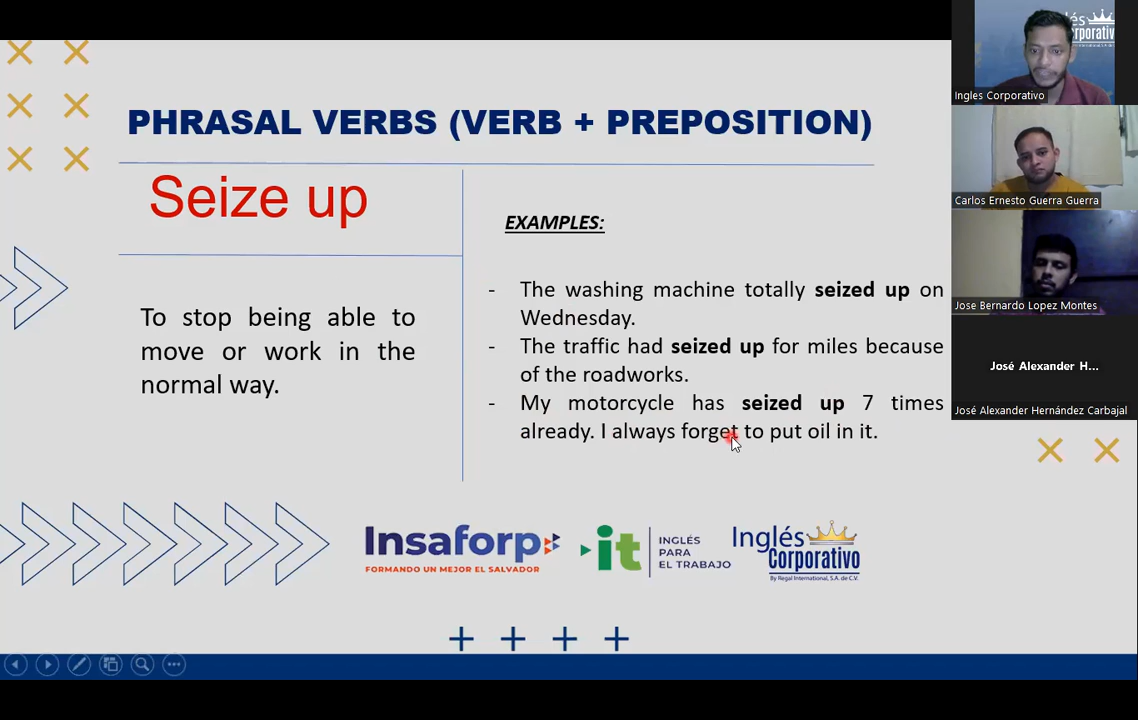 PHRASAL VERBS (VERB + PREPOSITION)
Seize up
To stop being able to
move or work in the
normal way.
EXAMPLES:
- The washing machine totally seized up on
Wednesday.
- The traffic had seized up for miles because
of the roadworks.
- My motorcycle has seized up 7 times
already. I always forget to put oil in it.
Insaforp
FORMANDO UN MEJOR EL SALVADOR
it
INGLÉS
PARA
EL TRABAJO
Inglés
Corporativo
By Regal International, S.A. de C.V.
Ingles Corporativo
Carlos Ernesto Guerra Guerra
Jose Bernardo Lopez Montes
José Alexander H...
José Alexander Hernández Carbajal